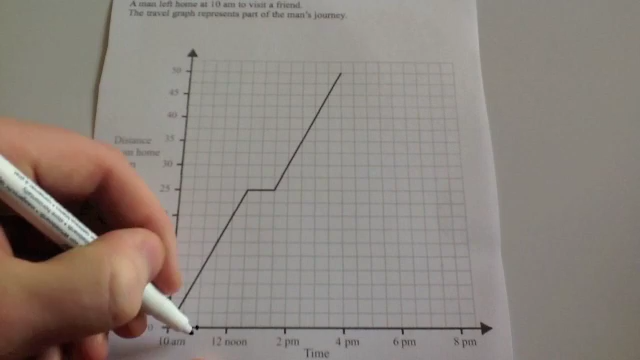 A man left home at 10 am to visit a friend.
The travel graph represents part of the man's journey.
50
45
40
Distance
35
home
30
25
0
10 am
12 noon
2 pm
4 pm
6 pm
8 pm
Time